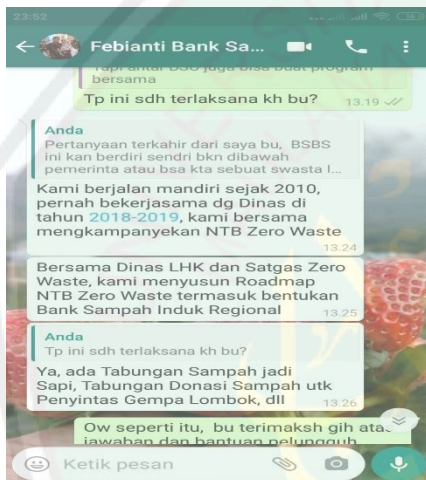 23:52
Febianti Bank Sa...
Tapi antar BSU juga bisa buat program
bersama
Tp ini sdh terlaksana kh bu?
13.19
Anda
Pertanyaan terkahir dari saya bu, BSBS
ini kan berdiri sendri bkn dibawah
pemerinta atau bsa kta sebuat swasta l...
Kami berjalan mandiri sejak 2010,
pernah bekerjasama dg Dinas di
tahun 2018-2019, kami bersama
mengkampanyekan NTB Zero Waste
13.24
Bersama Dinas LHK dan Satgas Zero
Waste, kami menyusun Roadmap
NTB Zero Waste termasuk bentukan
Bank Sampah Induk Regional
13.25
Anda
Tp ini sdh terlaksana kh bu?
Ya, ada Tabungan Sampah jadi
Sapi, Tabungan Donasi Sampah utk
Penyintas Gempa Lombok, dll
13.26
Ow seperti itu, bu terimaksh gih atas
jawaban dan bantuan pelungguh
Ketik pesan